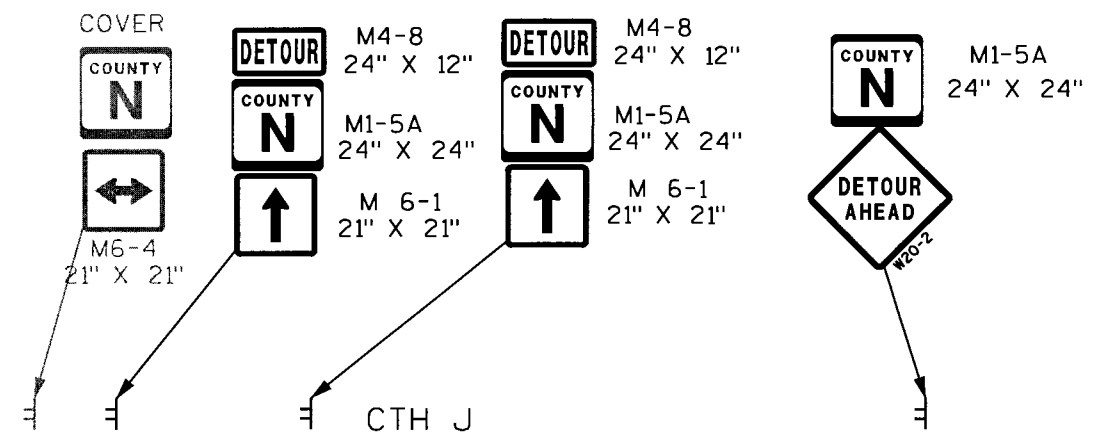 COVER
COUNTY
N
M6-4
21" X 21"
DETOUR
M4-8
24" X 12"
COUNTY
N
M1-5A
24" X 24"
M 6-1
21" X 21"
DETOUR
M4-8
24" X 12"
COUNTY
N
M1-5A
24" X 24"
M 6-1
21" X 21"
COUNTY
N
M1-5A
24" X 24"
DETOUR
AHEAD
W20-2
CTH J